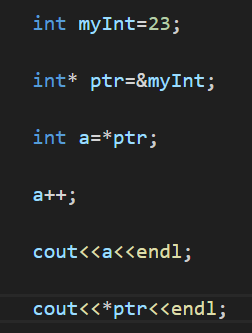 int myInt=23;
int* ptr=&myInt;
int a=*ptr;
a++;
cout<<a<<endl;
cout<<*ptr<<endl;